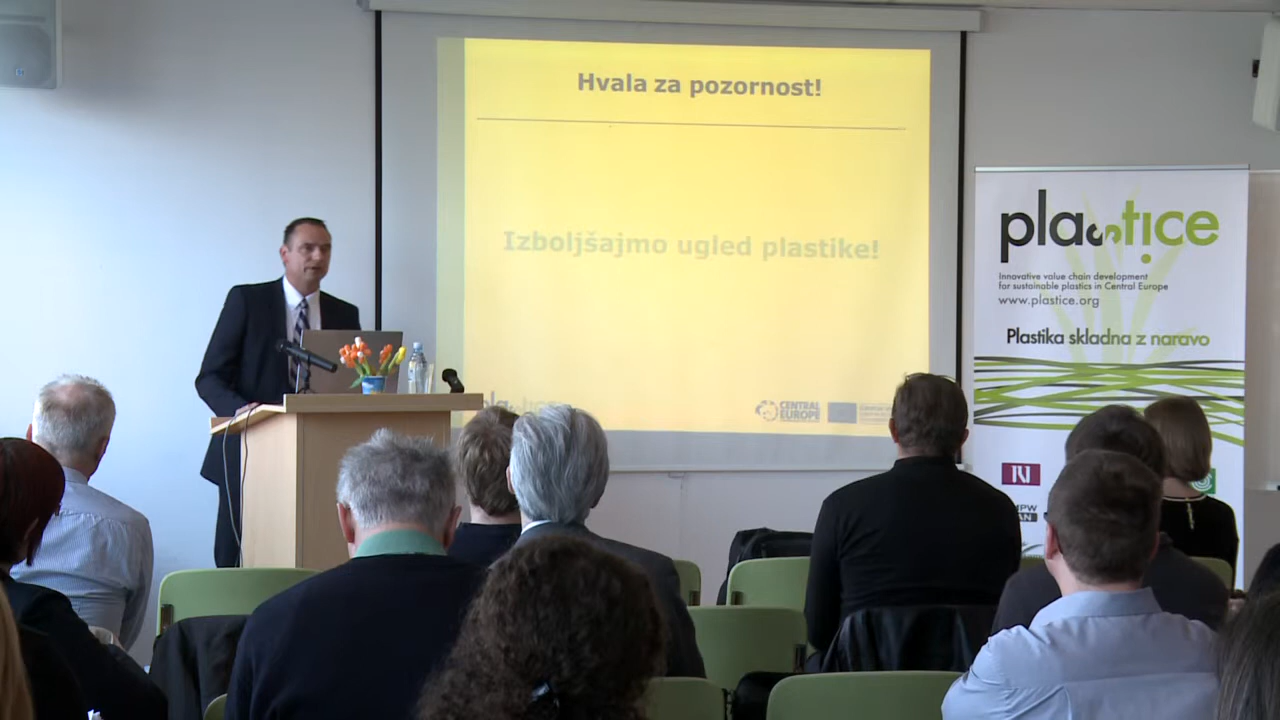 Hvala za pozornost!
Izboljšajmo ugled plastike!
CENTRAL
EUROPE
plastice
Innovative value chain development
for sustainable plastics in Central Europe
www.plastice.org
Plastika skladna z naravo